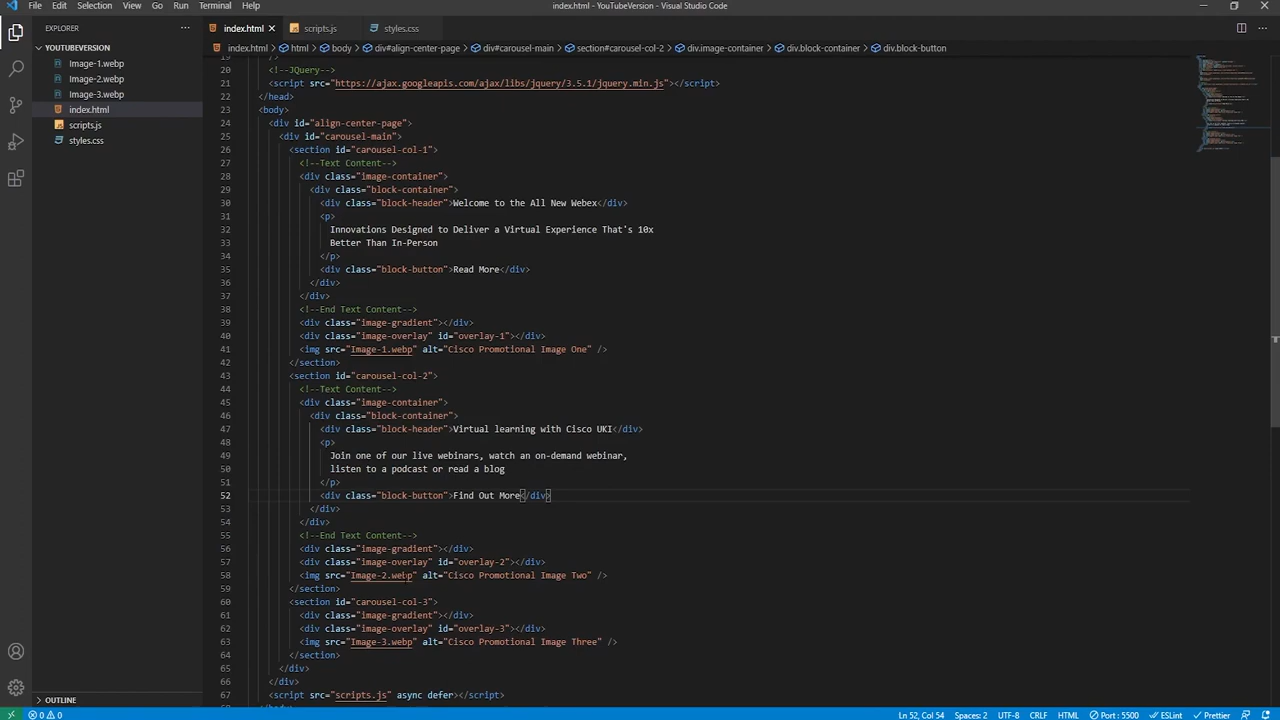 File Edit Selection View Go Run Terminal Help
index.html - YouTubeVersion - Visual Studio Code
EXPLORER
YOUTUBEVERSION
Image-1.webp
Image-2.webp
Image-3.webp
index.html
scripts.js
styles.css
OUTLINE
index.html scripts.js styles.css
index.html > html > body > div#align-center-page > div#carousel-main > section#carousel-col-2 > div.image-container > div.block-container > div.block-button
19 />
20 <!--JQuery-->
21 <script src="http://ajax.googleapis.com/ajax/libs/jquery/3.5.1/jquery.min.js"></script>
22 </head>
23 <body>
24 <div id="align-center-page">
25 <div id="carousel-main">
26 <section id="carousel-col-1">
27 <!--Text Content-->
28 <div class="image-container">
29 <div class="block-container">
30 <div class="block-header">Welcome to the All New Webex</div>
31 <p>
32 Innovations Designed to Deliver a Virtual Experience That's 10x
33 Better Than In-Person
34 </p>
35 <div class="block-button">Read More</div>
36 </div>
37 </div>
38 <!--End Text Content-->
39 <div class="image-gradient"></div>
40 <div class="image-overlay" id="overlay-1"></div>
41 <img src="Image-1.webp" alt="Cisco Promotional Image One" />
42 </section>
43 <section id="carousel-col-2">
44 <!--Text Content-->
45 <div class="image-container">
46 <div class="block-container">
47 <div class="block-header">Virtual learning with Cisco UKI</div>
48 <p>
49 Join one of our live webinars, watch an on-demand webinar,
50 listen to a podcast or read a blog
51 </p>
52 <div class="block-button">Find Out More</div>
53 </div>
54 </div>
55 <!--End Text Content-->
56 <div class="image-gradient"></div>
57 <div class="image-overlay" id="overlay-2"></div>
58 <img src="Image-2.webp" alt="Cisco Promotional Image Two" />
59 </section>
60 <section id="carousel-col-3">
61 <div class="image-gradient"></div>
62 <div class="image-overlay" id="overlay-3"></div>
63 <img src="Image-3.webp" alt="Cisco Promotional Image Three" />
64 </section>
65 </div>
66 </div>
67 <script src="scripts.js" async defer></script>
68 </body>
0 0 Ln 52, Col 54 Spaces: 2 UTF-8 CRLF HTML Port : 5500 ESLint Prettier